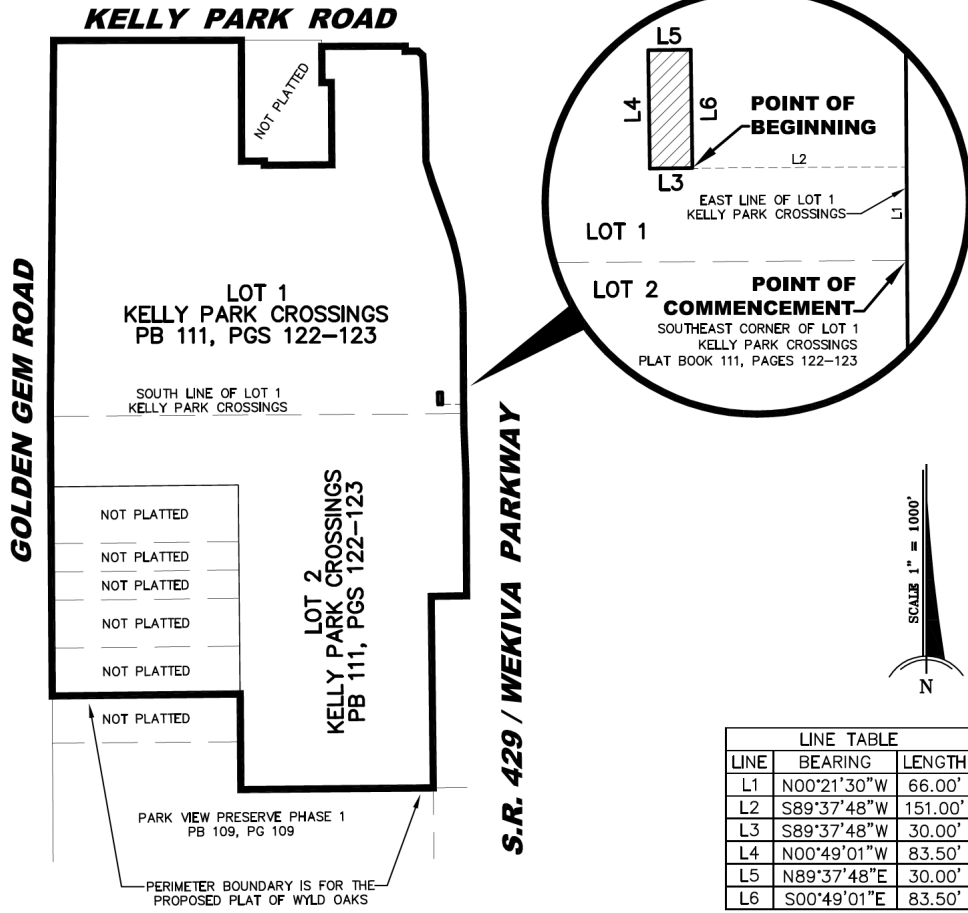 KELLY PARK ROAD
NOT PLATTED
LOT 1
KELLY PARK CROSSINGS
PB 111, PGS 122–123
GOLDEN GEM ROAD
SOUTH LINE OF LOT 1
KELLY PARK CROSSINGS
NOT PLATTED
NOT PLATTED
NOT PLATTED
NOT PLATTED
NOT PLATTED
NOT PLATTED
LOT 2
KELLY PARK CROSSINGS
PB 111, PGS 122–123
S.R. 429 / WEKIVA PARKWAY
PARK VIEW PRESERVE PHASE 1
PB 109, PG 109
PERIMETER BOUNDARY IS FOR THE
PROPOSED PLAT OF WYLD OAKS
L5
L4
L6
POINT OF
BEGINNING
L2
L3
EAST LINE OF LOT 1
KELLY PARK CROSSINGS
L1
LOT 1
LOT 2
POINT OF
COMMENCEMENT
SOUTHEAST CORNER OF LOT 1
KELLY PARK CROSSINGS
PLAT BOOK 111, PAGES 122–123
SCALE 1" = 1000'
N
LINE TABLE
LINE BEARING LENGTH
L1 N00°21'30"W 66.00'
L2 S89°37'48"W 151.00'
L3 S89°37'48"W 30.00'
L4 N00°49'01"W 83.50'
L5 N89°37'48"E 30.00'
L6 S00°49'01"E 83.50'